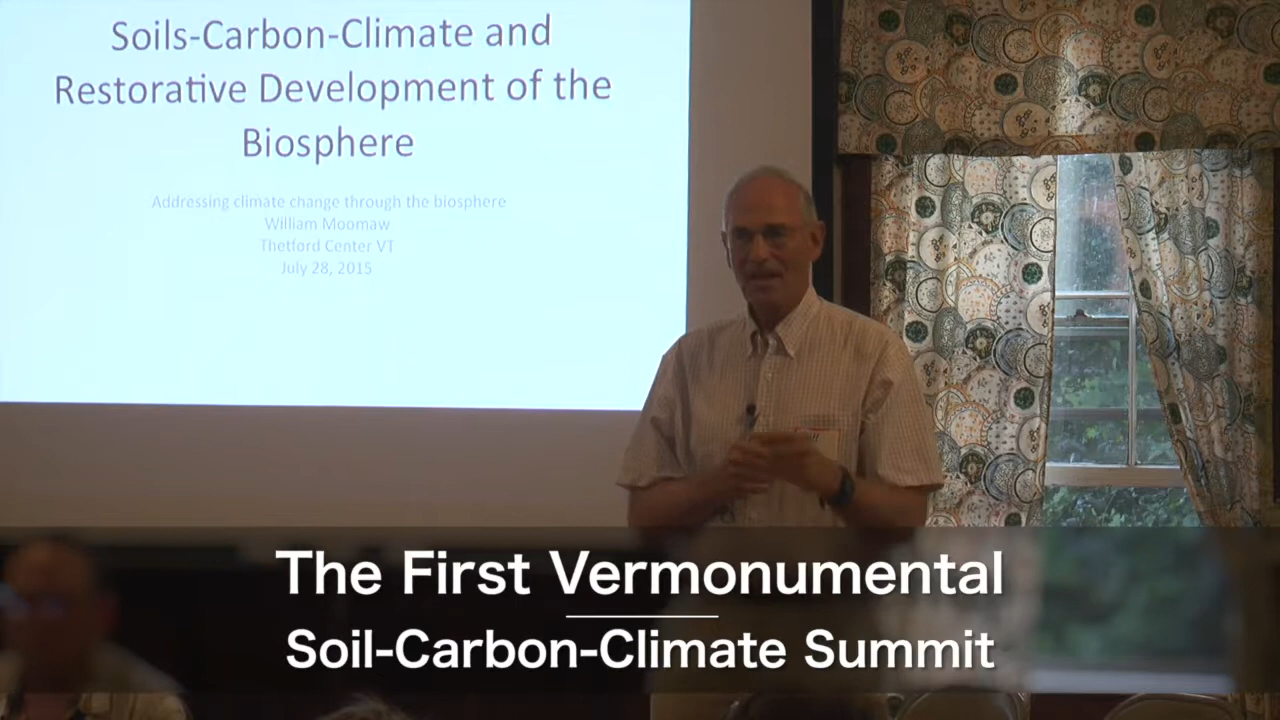 Soils-Carbon-Climate and
Restorative Development of the
Biosphere
Addressing climate change through the biosphere
William Moomaw
Thetford Center VT
July 28, 2015
The First Vermonumental
Soil-Carbon-Climate Summit